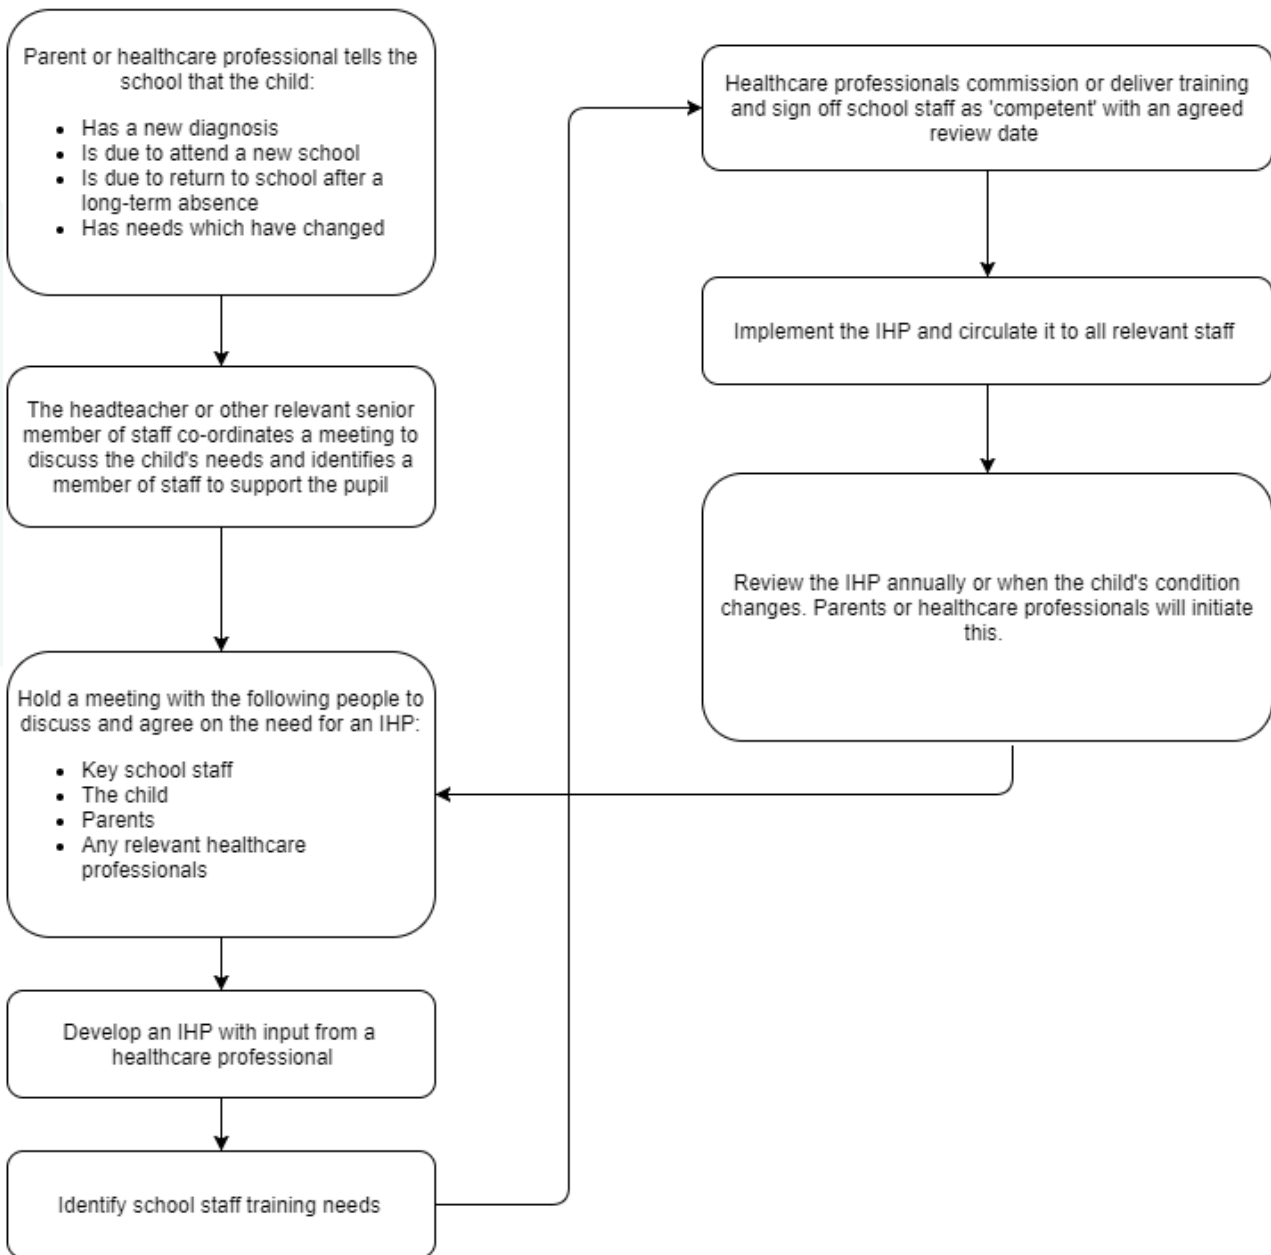 Parent or healthcare professional tells the
school that the child:
• Has a new diagnosis
• Is due to attend a new school
• Is due to return to school after a
long-term absence
• Has needs which have changed
The headteacher or other relevant senior
member of staff co-ordinates a meeting to
discuss the child's needs and identifies a
member of staff to support the pupil
Hold a meeting with the following people to
discuss and agree on the need for an IHP:
• Key school staff
• The child
• Parents
• Any relevant healthcare
professionals
Develop an IHP with input from a
healthcare professional
Identify school staff training needs
Healthcare professionals commission or deliver training
and sign off school staff as 'competent' with an agreed
review date
Implement the IHP and circulate it to all relevant staff
Review the IHP annually or when the child's condition
changes. Parents or healthcare professionals will initiate
this.